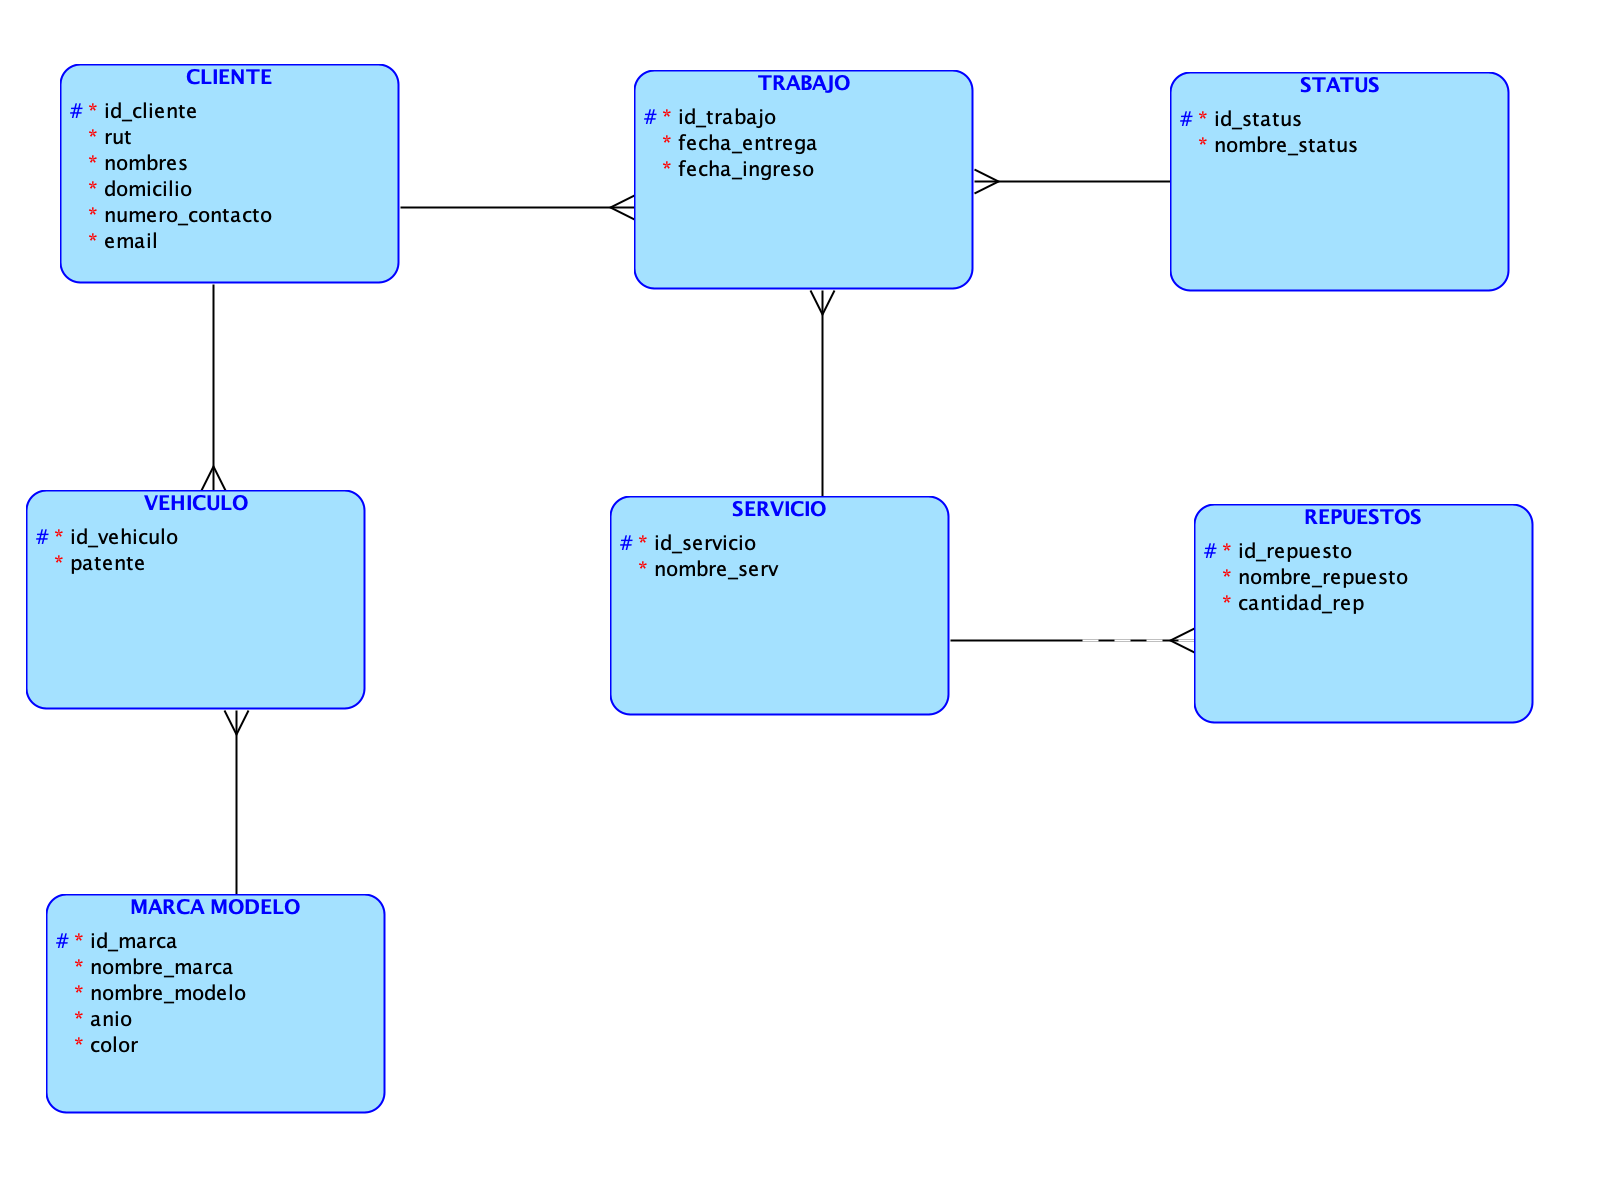 CLIENTE
# * id_cliente
* rut
* nombres
* domicilio
* numero_contacto
* email
TRABAJO
# * id_trabajo
* fecha_entrega
* fecha_ingreso
STATUS
# * id_status
* nombre_status
VEHICULO
# * id_vehiculo
* patente
SERVICIO
# * id_servicio
* nombre_serv
REPUESTOS
# * id_repuesto
* nombre_repuesto
* cantidad_rep
MARCA MODELO
# * id_marca
* nombre_marca
* nombre_modelo
* anio
* color